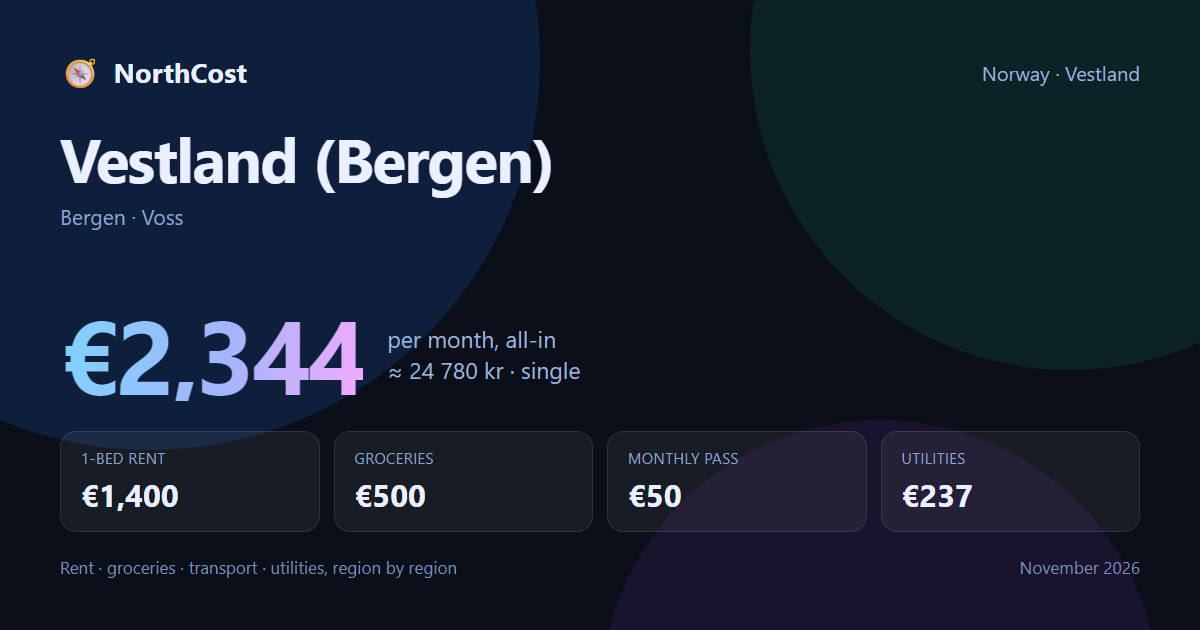 NorthCost
Norway · Vestland
Vestland (Bergen)
Bergen · Voss
€2,344
per month, all-in
≈ 24 780 kr · single
1-BED RENT
€1,400
GROCERIES
€500
MONTHLY PASS
€50
UTILITIES
€237
Rent · groceries · transport · utilities, region by region
November 2026